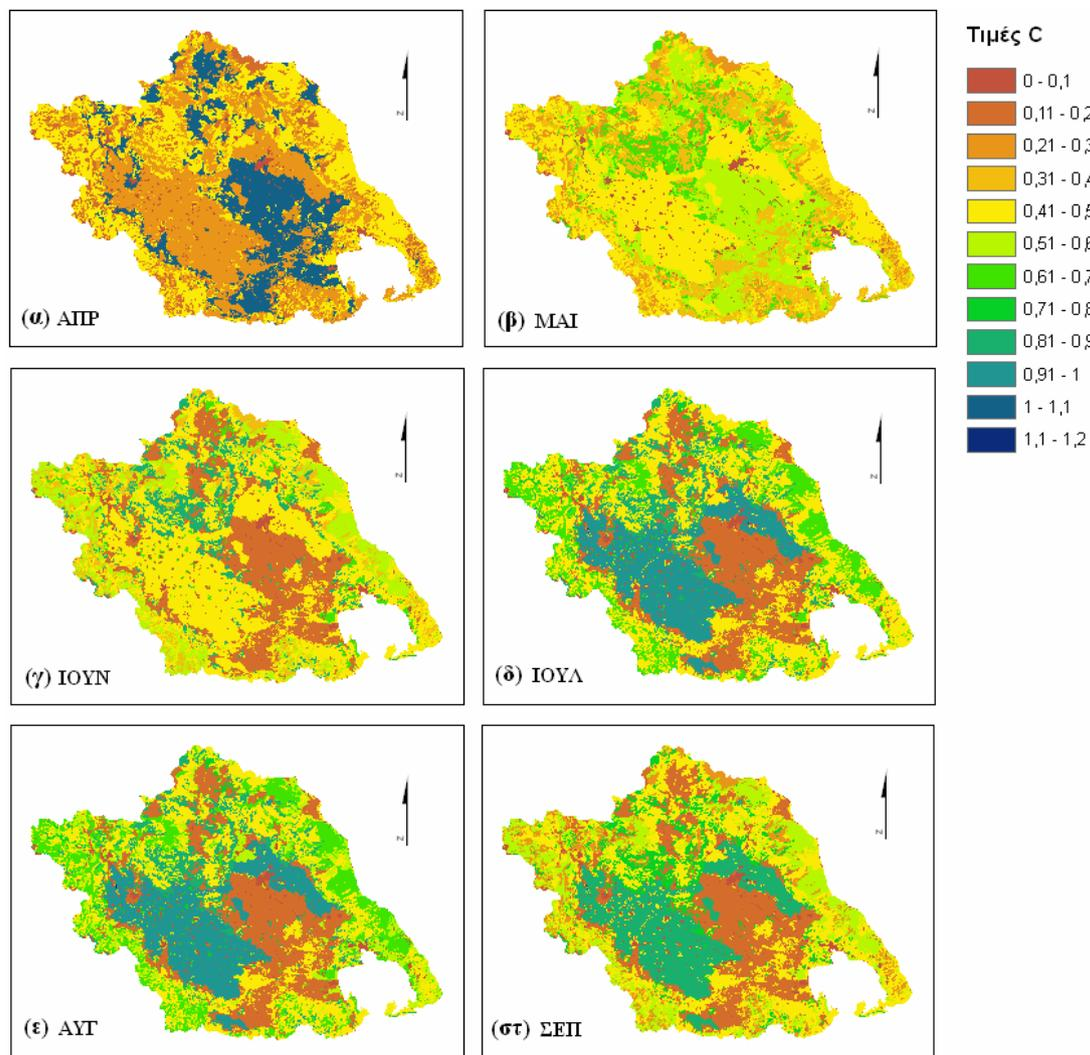 Τιμές C
0 - 0,1
0,11 - 0,2
0,21 - 0,3
0,31 - 0,4
0,41 - 0,5
0,51 - 0,6
0,61 - 0,7
0,71 - 0,8
0,81 - 0,9
0,91 - 1
1 - 1,1
1,1 - 1,2
z
(α) ΑΠΡ
z
(β) ΜΑΙ
z
(γ) ΙΟΥΝ
z
(δ) ΙΟΥΛ
z
(ε) ΑΥΓ
z
(στ) ΣΕΠ